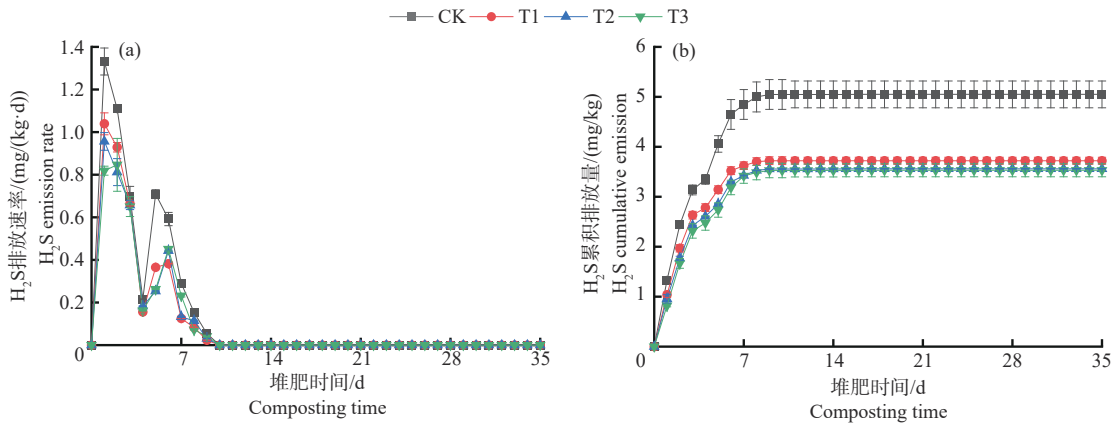 CK T1 T2 T3
(a)
H₂S排放速率/(mg/(kg·d))
H₂S emission rate
1.4
1.2
1.0
0.8
0.6
0.4
0.2
0
7 14 21 28 35
堆肥时间/d
Composting time
(b)
H₂S累积排放量/(mg/kg)
H₂S cumulative emission
6
5
4
3
2
1
0
7 14 21 28 35
堆肥时间/d
Composting time